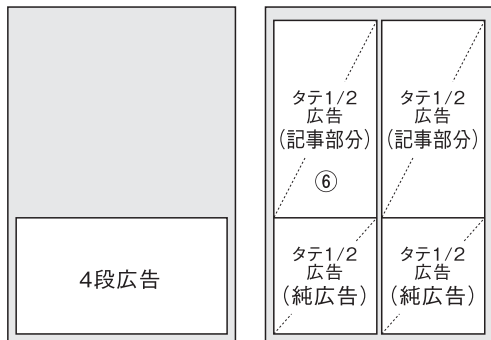 4段広告
タテ1/2
広告
(記事部分)
⑥
タテ1/2
広告
(記事部分)
タテ1/2
広告
(純広告)
タテ1/2
広告
(純広告)